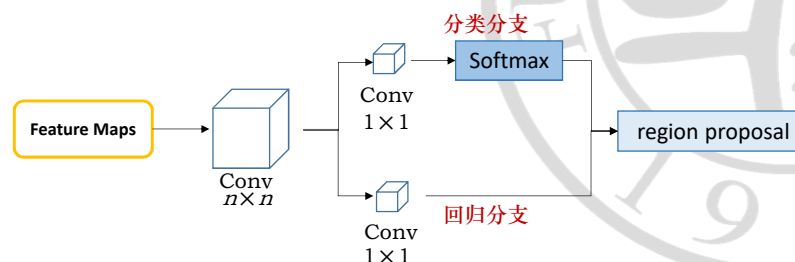 分类分支
Softmax
Conv
1×1
Feature Maps
region proposal
Conv
n×n
回归分支
Conv
1×1
19